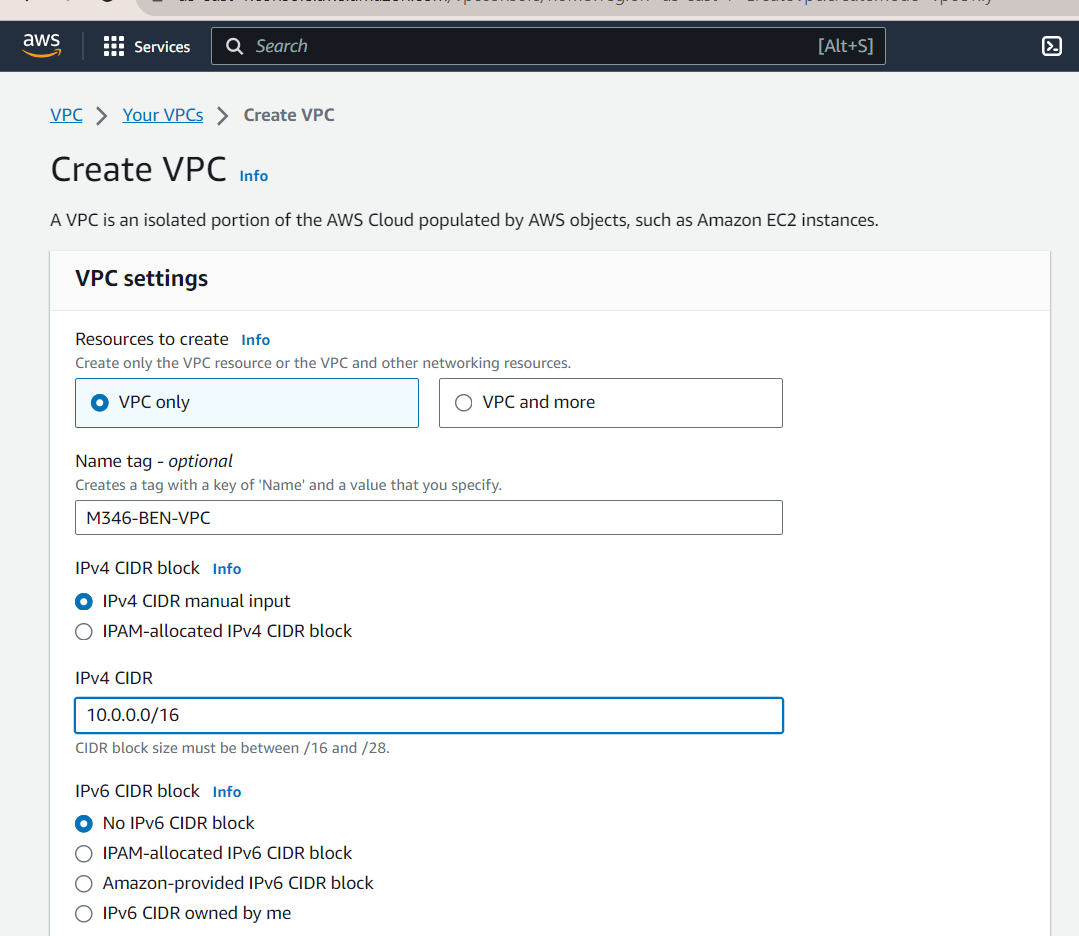 aws
Services
Search
[Alt+S]
VPC
Your VPCs
Create VPC
Create VPC Info
A VPC is an isolated portion of the AWS Cloud populated by AWS objects, such as Amazon EC2 instances.
VPC settings
Resources to create Info
Create only the VPC resource or the VPC and other networking resources.
VPC only
VPC and more
Name tag - optional
Creates a tag with a key of 'Name' and a value that you specify.
M346-BEN-VPC
IPv4 CIDR block Info
IPv4 CIDR manual input
IPAM-allocated IPv4 CIDR block
IPv4 CIDR
10.0.0.0/16
CIDR block size must be between /16 and /28.
IPv6 CIDR block Info
No IPv6 CIDR block
IPAM-allocated IPv6 CIDR block
Amazon-provided IPv6 CIDR block
IPv6 CIDR owned by me